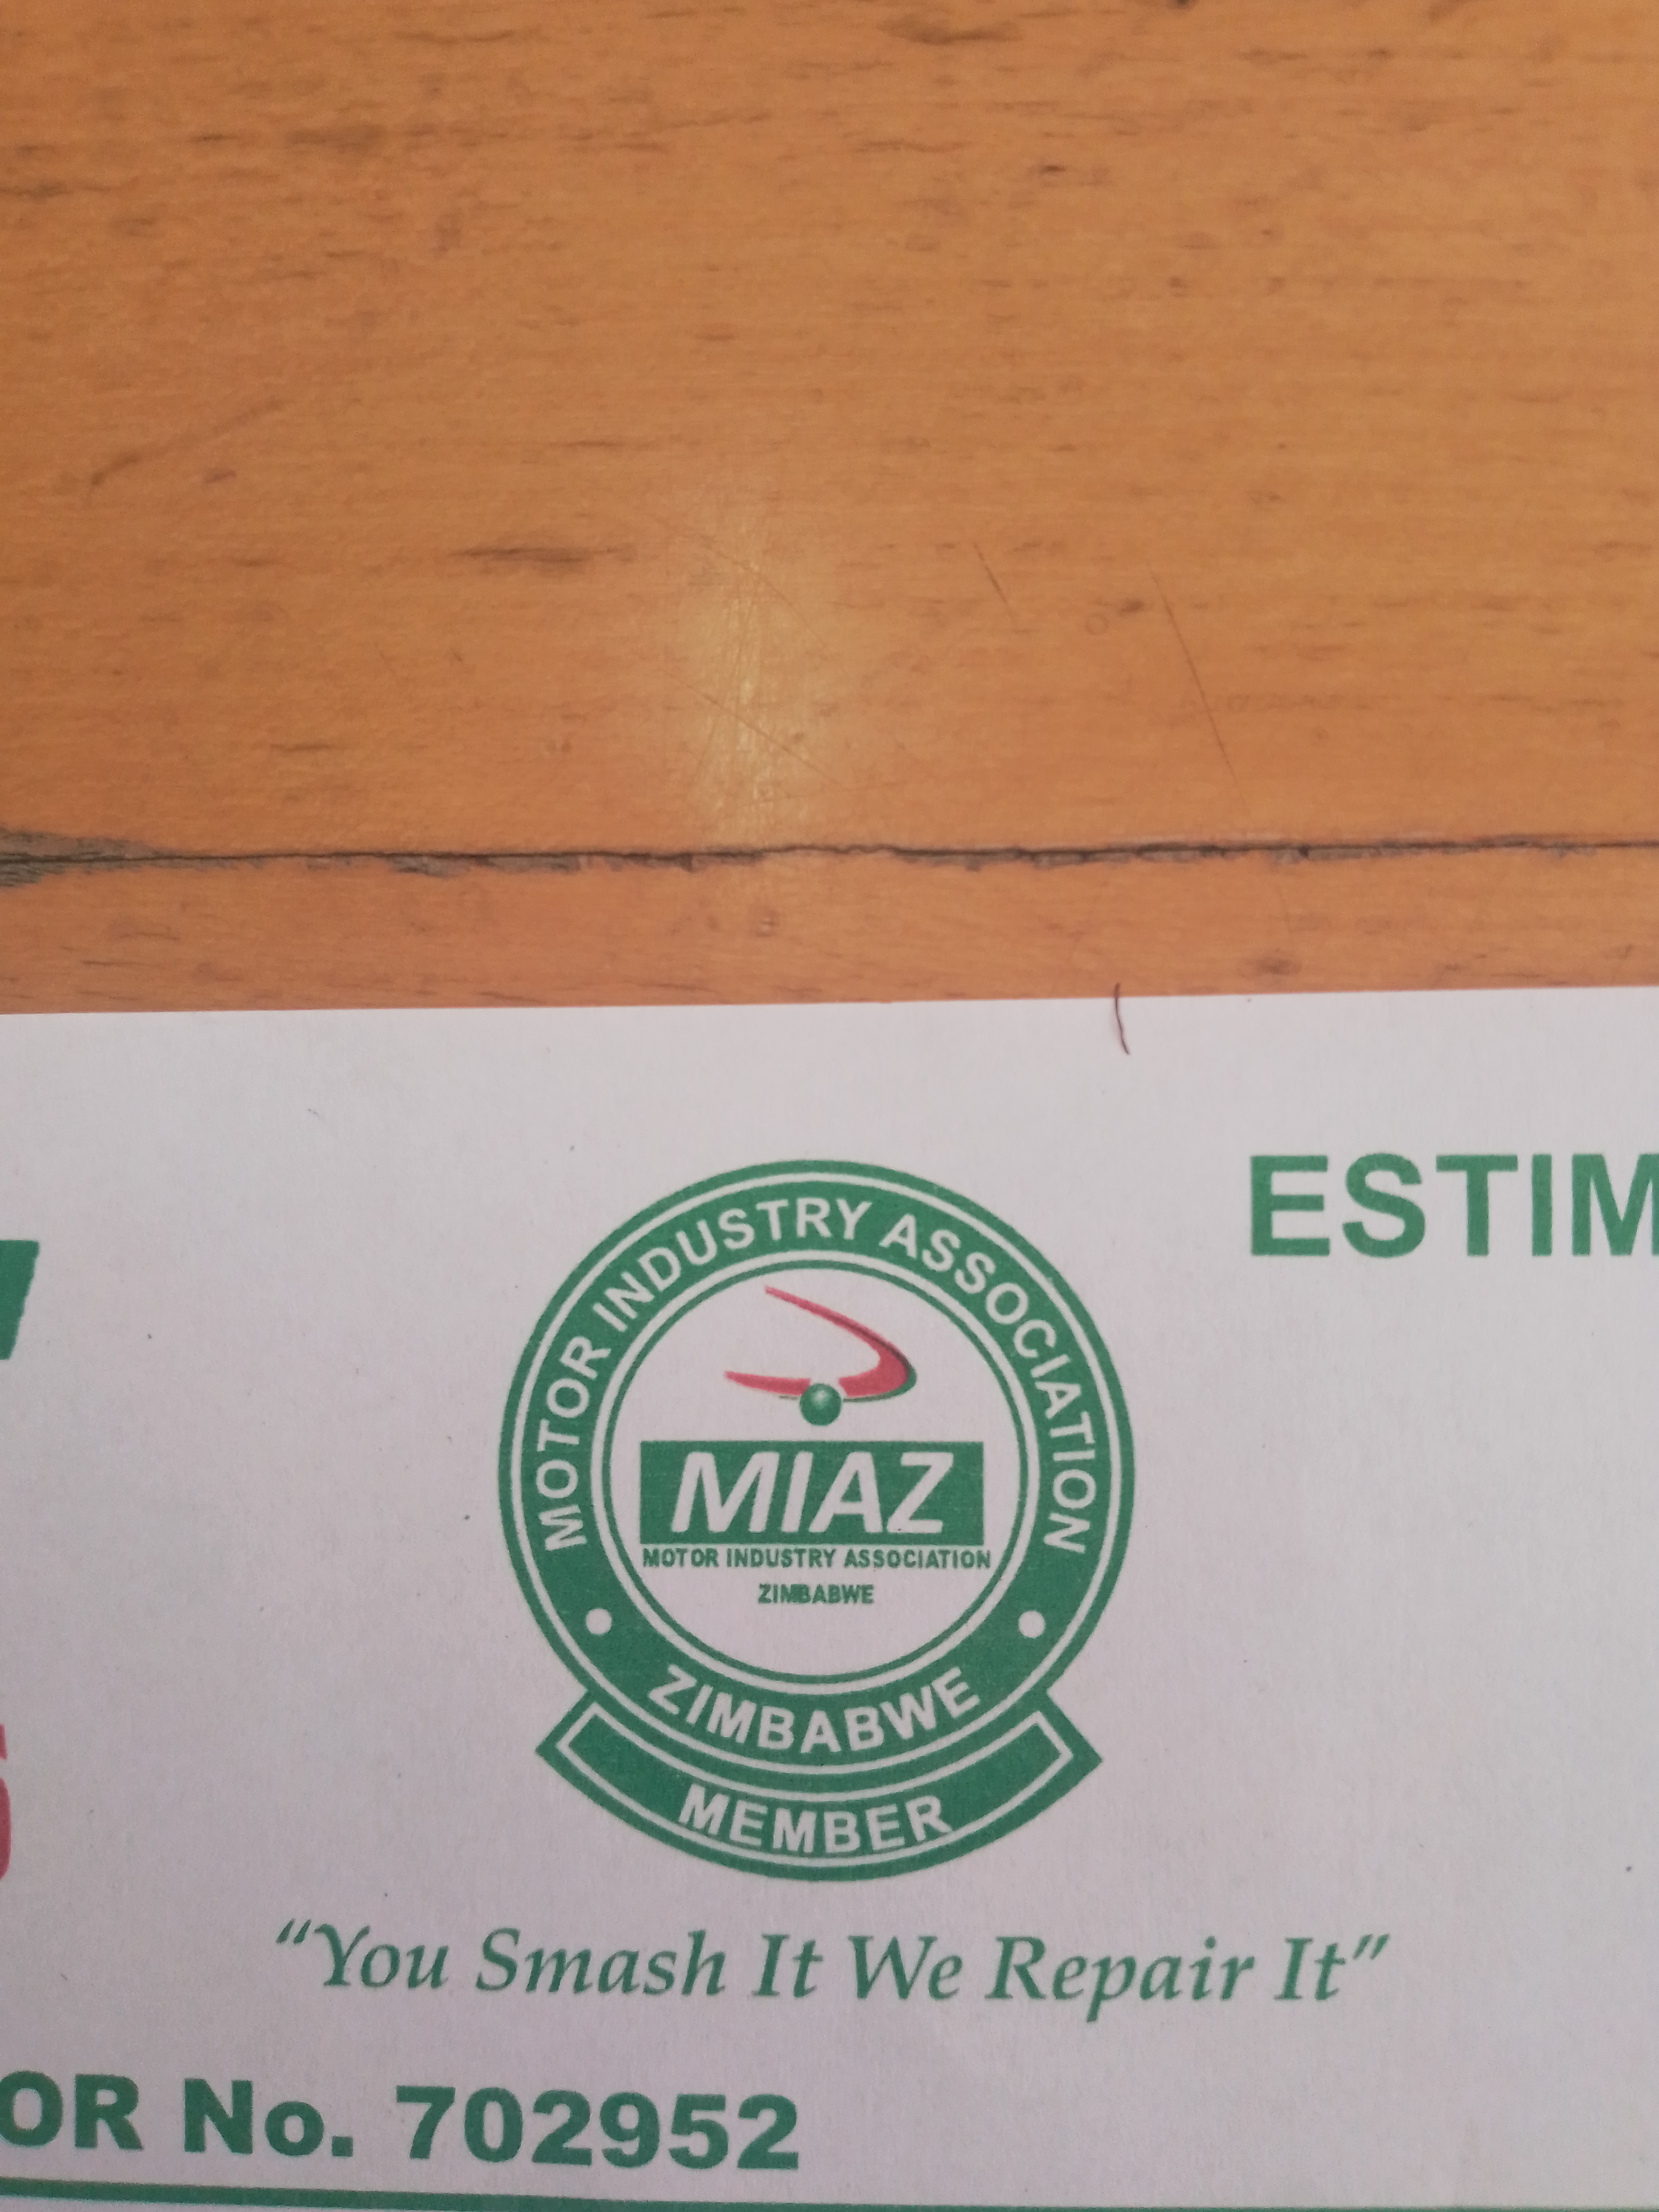 ESTIM
MOTOR INDUSTRY ASSOCIATION
MIAZ
MOTOR INDUSTRY ASSOCIATION
ZIMBABWE
ZIMBABWE
MEMBER
“You Smash It We Repair It”
OR No. 702952